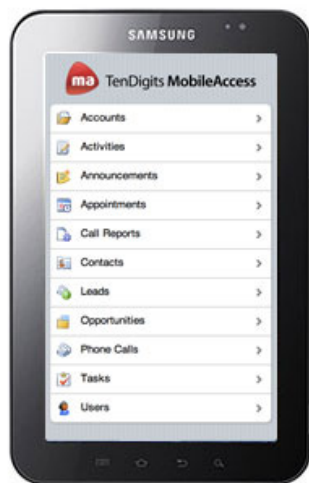 SAMSUNG
ma TenDigits MobileAccess
Accounts
Activities
Announcements
Appointments
Call Reports
Contacts
Leads
Opportunities
Phone Calls
Tasks
Users